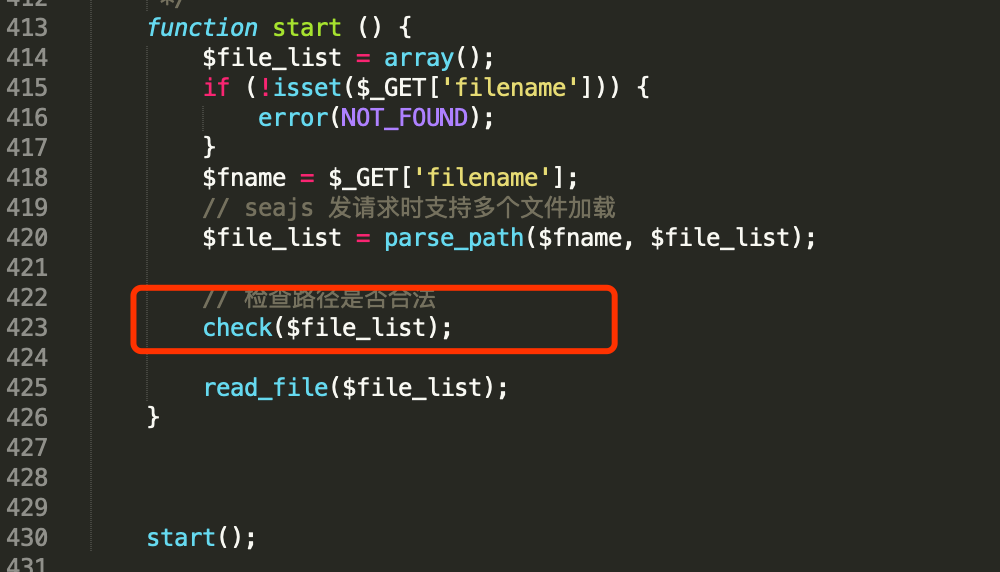 412 */
413 function start () {
414 $file_list = array();
415 if (!isset($_GET['filename'])) {
416 error(NOT_FOUND);
417 }
418 $fname = $_GET['filename'];
419 // seajs 发请求时支持多个文件加载
420 $file_list = parse_path($fname, $file_list);
421
422 // 检查路径是否合法
423 check($file_list);
424
425 read_file($file_list);
426 }
427
428
429
430 start();
431